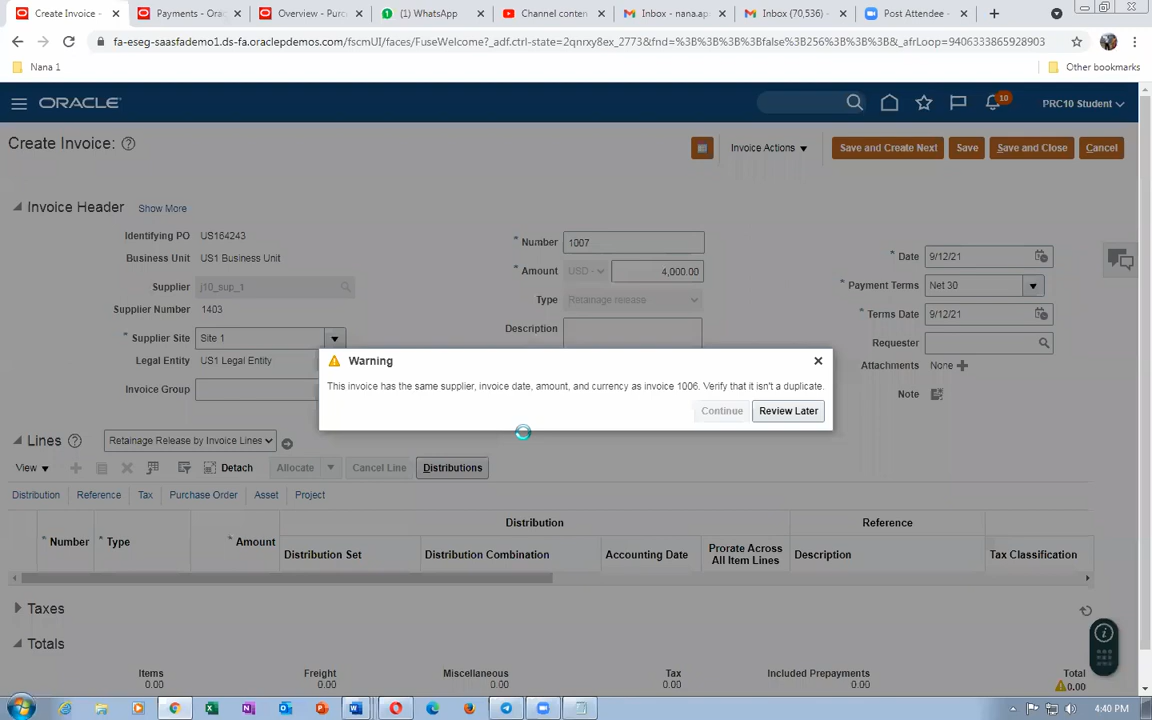 Create Invoice -
Payments - Orac
Overview - Purc
(1) WhatsApp
Channel conten
Inbox - nana.ap
Inbox (70,536) -
Post Attendee -
fa-eseg-saasfademo1.ds-fa.oraclepdemos.com/fscmUI/faces/FuseWelcome?_adf.ctrl-state=2qnrxy8ex_2773&fnd=%3B%3B%3B%3Bfalse%3B256%3B%3B%3B&_afrLoop=9406333865928903
Nana 1
Other bookmarks
ORACLE
10
PRC10 Student
Create Invoice:
Invoice Actions
Save and Create Next
Save
Save and Close
Cancel
Invoice Header
Show More
Identifying PO US164243
Business Unit US1 Business Unit
Supplier j10_sup_1
Supplier Number 1403
* Supplier Site Site 1
Legal Entity US1 Legal Entity
Invoice Group
* Number 1007
* Amount USD - 4,000.00
Type Retainage release
Description
* Date 9/12/21
* Payment Terms Net 30
* Terms Date 9/12/21
Requester
Attachments None
Note
Warning
This invoice has the same supplier, invoice date, amount, and currency as invoice 1006. Verify that it isn't a duplicate.
Continue
Review Later
Lines
Retainage Release by Invoice Lines
View
Detach
Allocate
Cancel Line
Distributions
Distribution
Reference
Tax
Purchase Order
Asset
Project
* Number
* Type
* Amount
Distribution
Reference
Distribution Set
Distribution Combination
Accounting Date
Prorate Across
All Item Lines
Description
Tax Classification
Taxes
Totals
Items
Freight
Miscellaneous
Tax
Included Prepayments
Total
0.00
0.00
0.00
0.00
0.00
0.00
4:40 PM